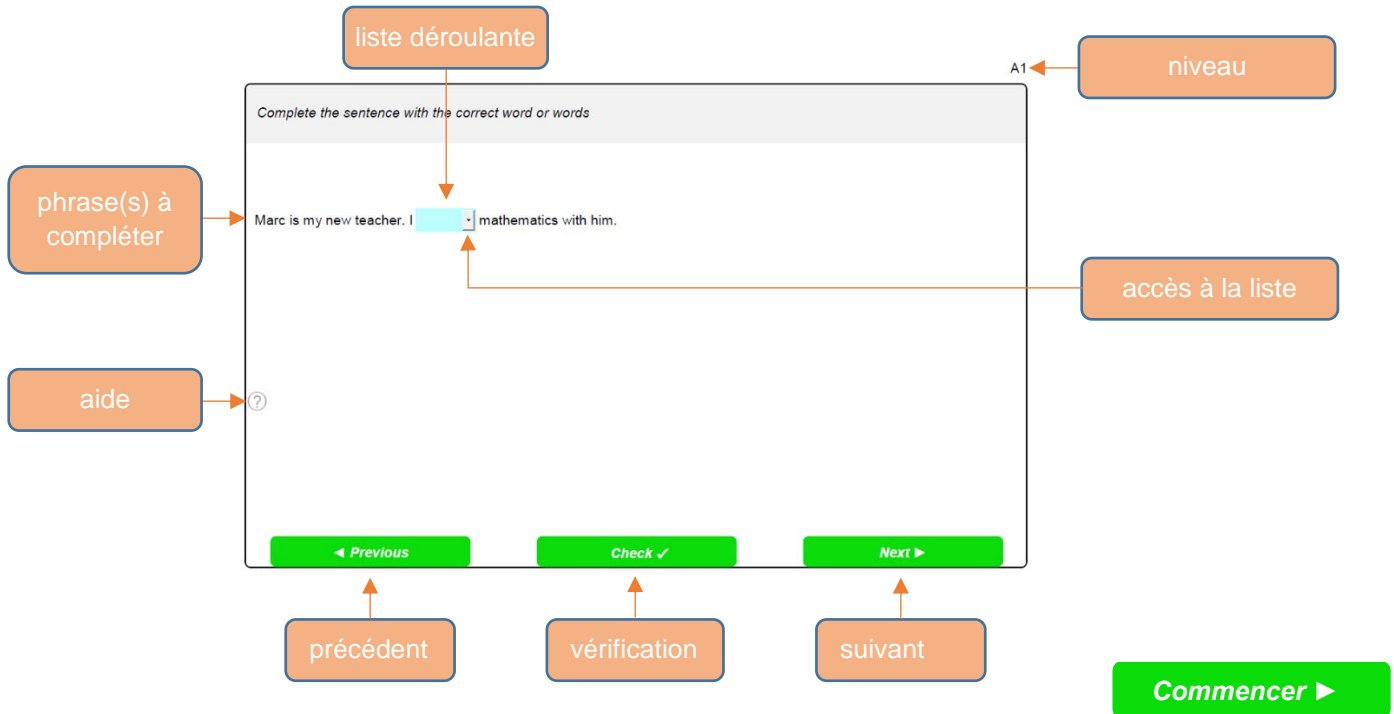 liste déroulante
A1
niveau
Complete the sentence with the correct word or words
phrase(s) à
compléter
Marc is my new teacher. I mathematics with him.
accès à la liste
aide
?
◄ Previous
Check ✓
Next ►
précédent
vérification
suivant
Commencer ►